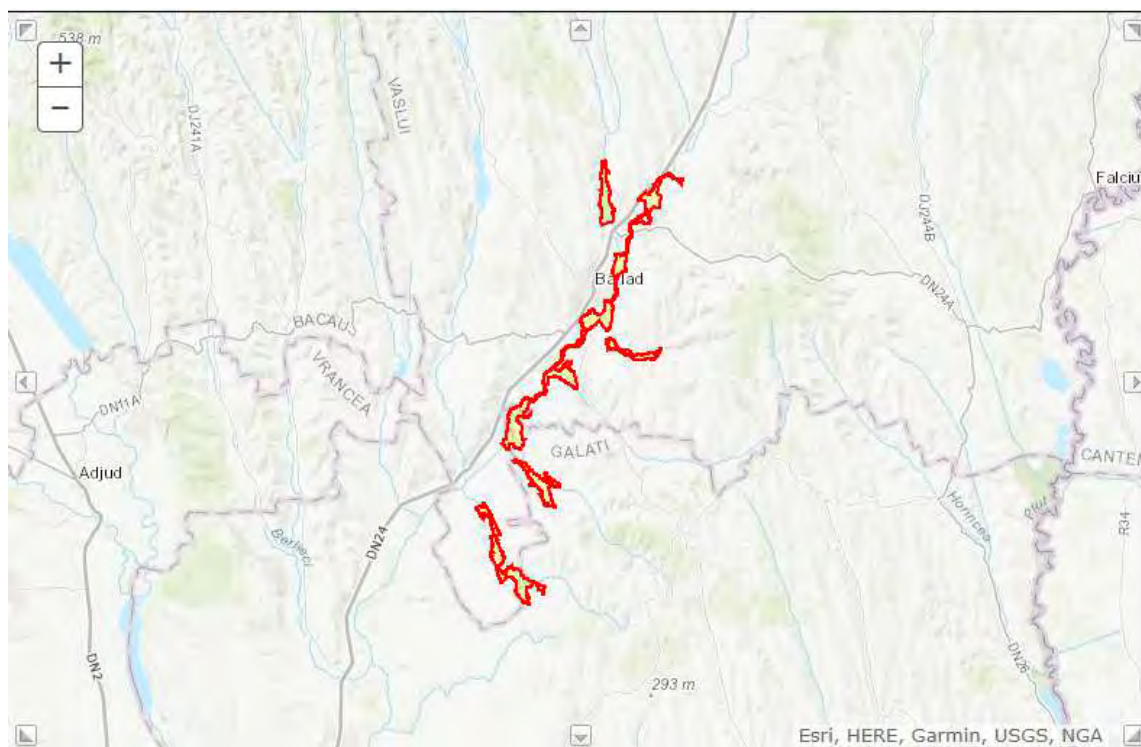 538 m
+
−
VASLUI
DJ241A
Falciu
DJ244B
Barlad
DN24A
BACAU
VRANCEA
DN11A
GALATI
Adjud
CANTEM
Prut
Horincea
R34
Berheci
DN24
DN2
DN26
293 m
Esri, HERE, Garmin, USGS, NGA